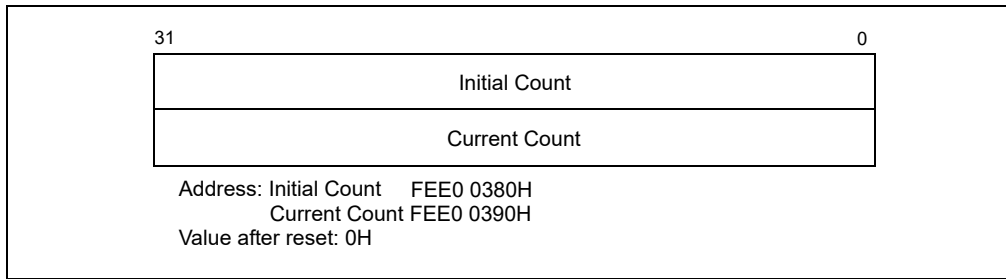 31 0
Initial Count
Current Count
Address: Initial Count FEE0 0380H
Current Count FEE0 0390H
Value after reset: 0H